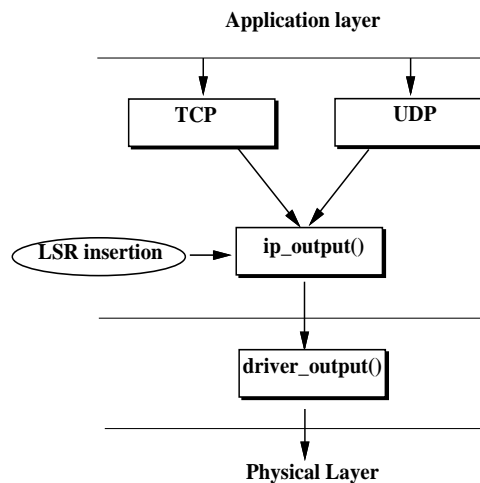 Application layer
TCP
UDP
LSR insertion
ip_output()
driver_output()
Physical Layer